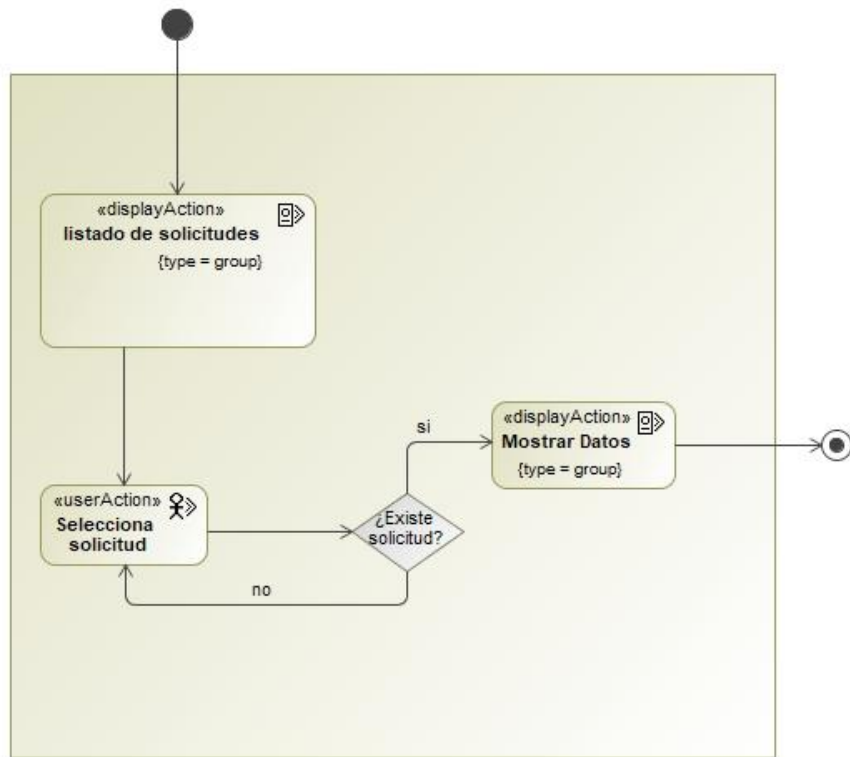 «displayAction»
listado de solicitudes
{type = group}
«displayAction»
Mostrar Datos
{type = group}
si
«userAction»
Selecciona
solicitud
¿Existe
solicitud?
no